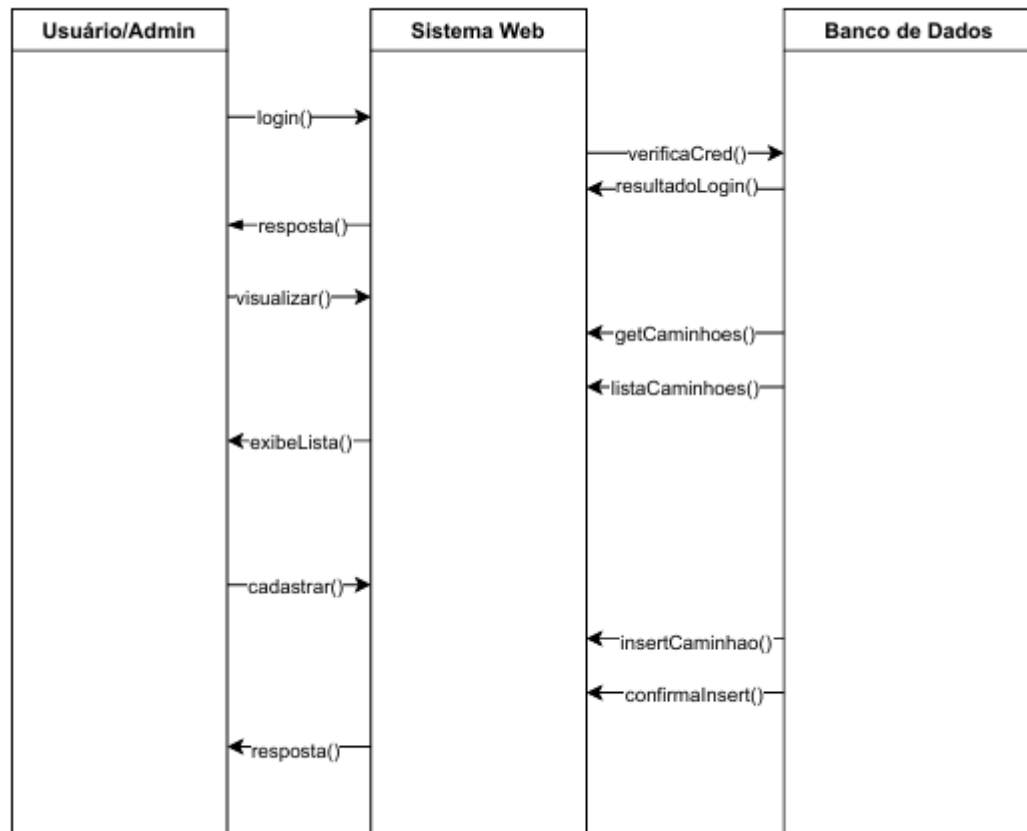 Usuário/Admin
Sistema Web
Banco de Dados
login()
verificaCred()
resultadoLogin()
resposta()
visualizar()
getCaminhoes()
listaCaminhoes()
exibeLista()
cadastrar()
insertCaminhao()
confirmaInsert()
resposta()